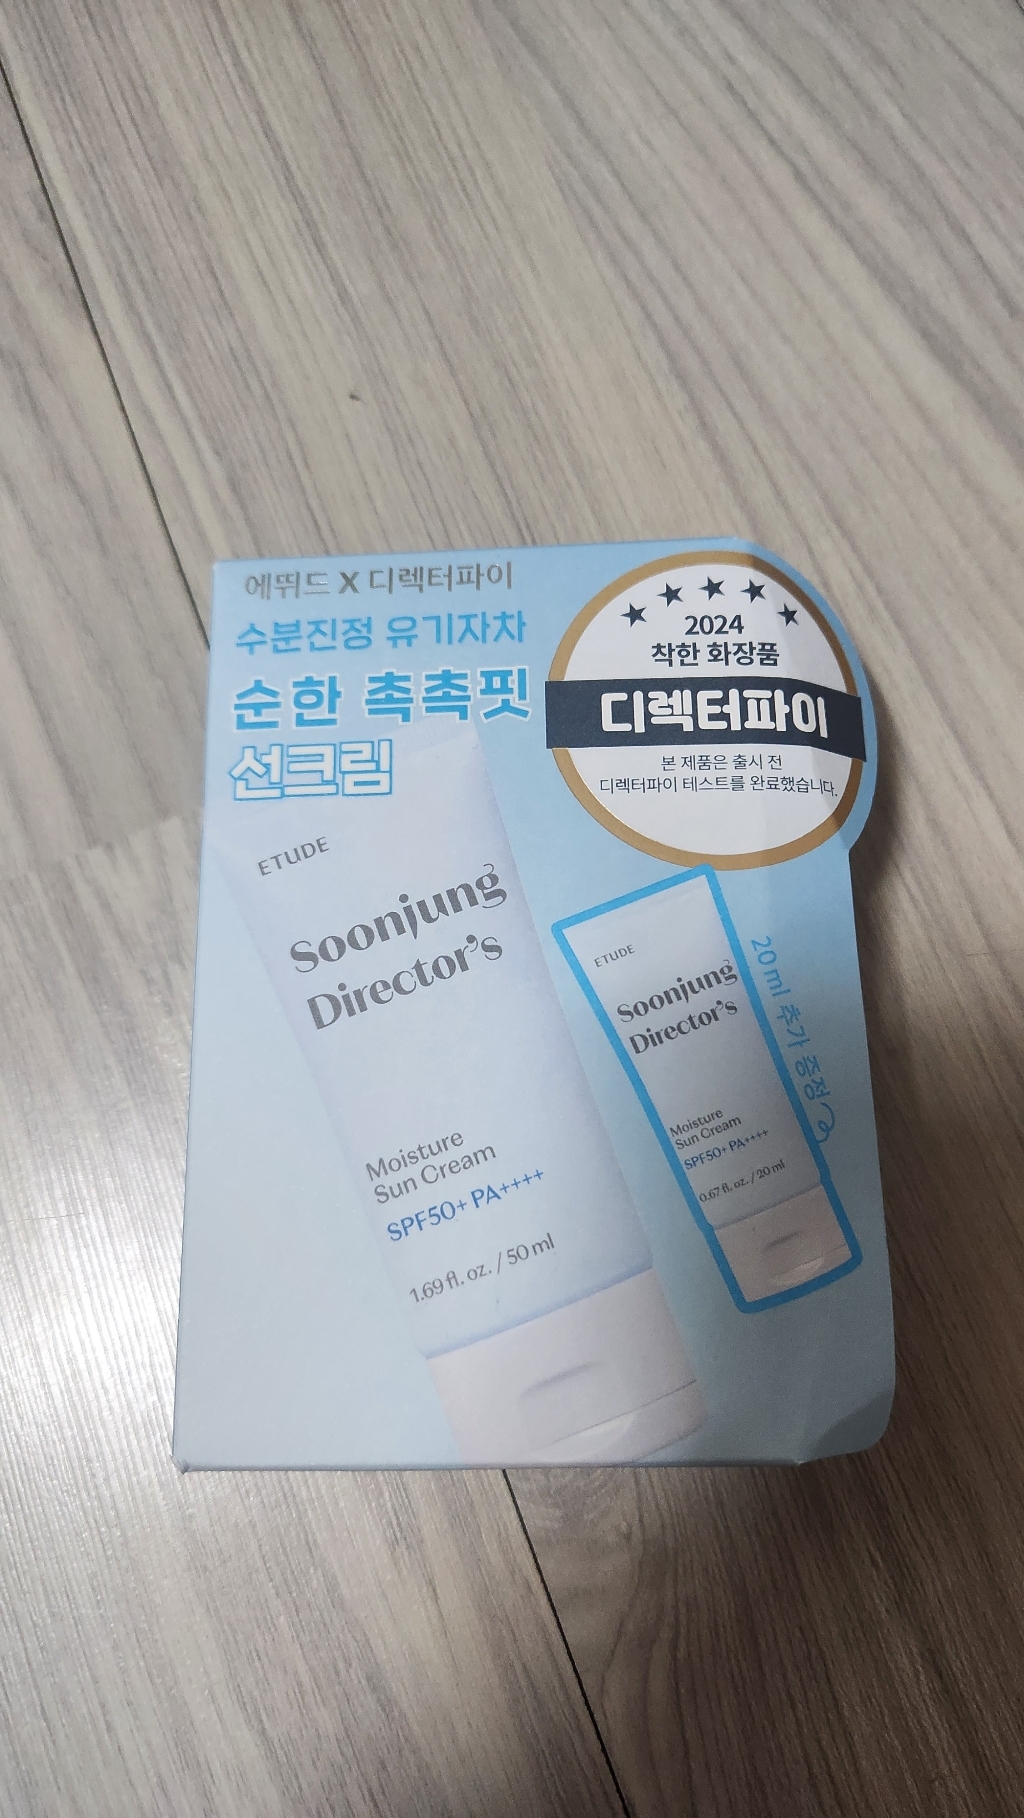 에뛰드 X 디렉터파이
수분진정 유기자차
순한 촉촉핏
선크림
2024
착한 화장품
디렉터파이
본 제품은 출시 전
디렉터파이 테스트를 완료했습니다.
ETUDE
Soonjung
Director's
Moisture
Sun Cream
SPF50+ PA++++
1.69 fl. oz. / 50 ml
ETUDE
Soonjung
Director's
Moisture
Sun Cream
SPF50+ PA++++
0.67 fl. oz. / 20 ml
20ml 추가 증정